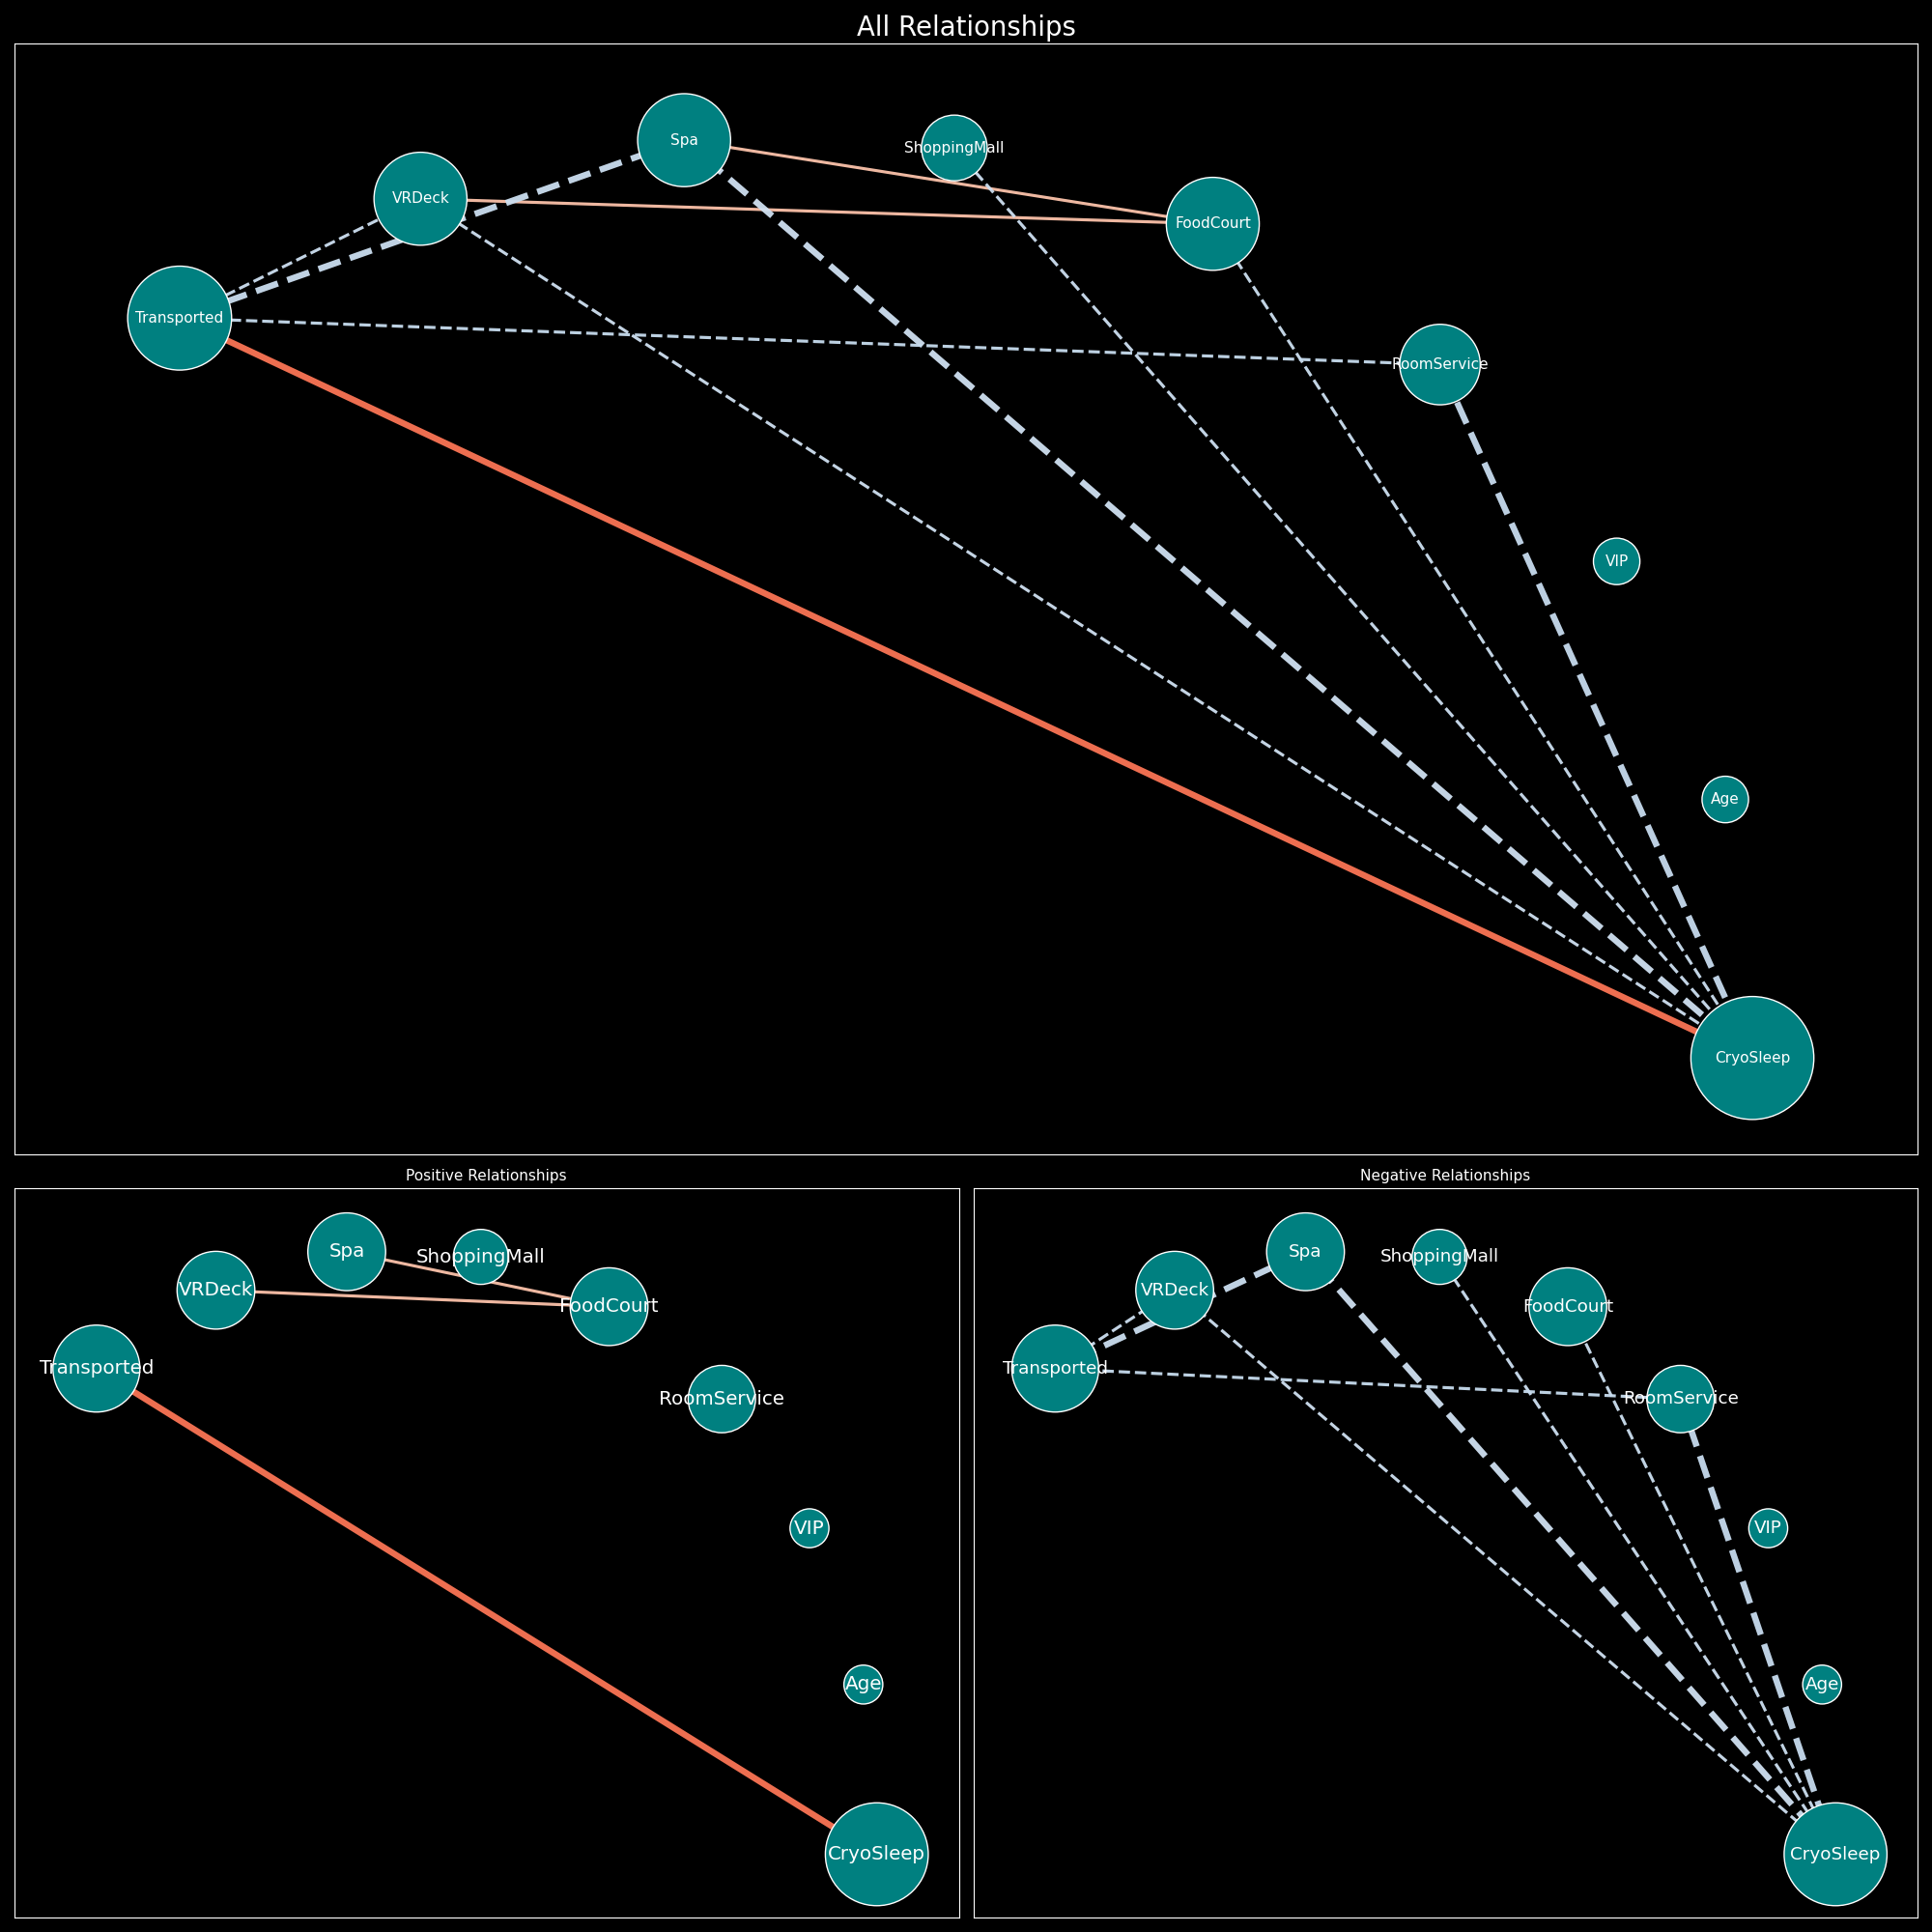 All Relationships
Spa
ShoppingMall
VRDeck
FoodCourt
Transported
RoomService
VIP
Age
CryoSleep
Positive Relationships
Spa
ShoppingMall
VRDeck
FoodCourt
Transported
RoomService
VIP
Age
CryoSleep
Negative Relationships
Spa
ShoppingMall
VRDeck
FoodCourt
Transported
RoomService
VIP
Age
CryoSleep